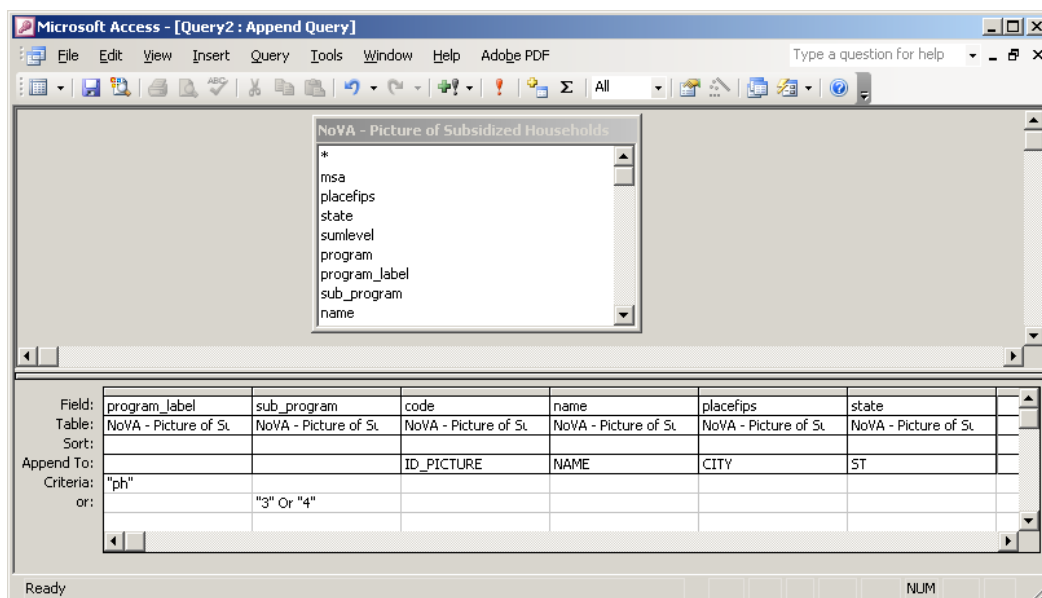 Microsoft Access - [Query2 : Append Query]
File Edit View Insert Query Tools Window Help Adobe PDF Type a question for help
ABC Σ All
NoVA - Picture of Subsidized Households
*
msa
placefips
state
sumlevel
program
program_label
sub_program
name
Field: program_label sub_program code name placefips state
Table: NoVA - Picture of Su NoVA - Picture of Su NoVA - Picture of Su NoVA - Picture of Su NoVA - Picture of Su NoVA - Picture of Su
Sort:
Append To: ID_PICTURE NAME CITY ST
Criteria: "ph"
or: "3" Or "4"
Ready NUM